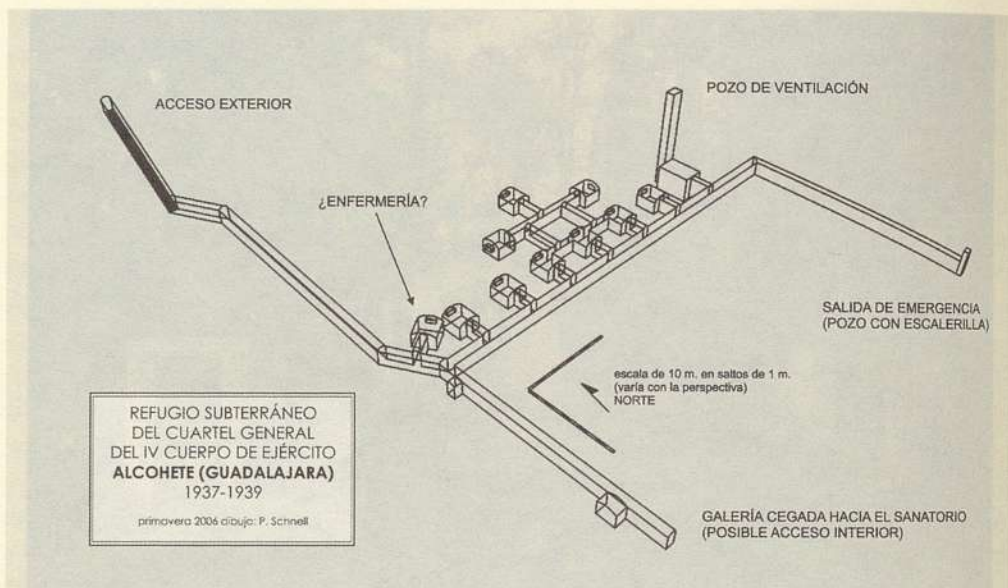 ACCESO EXTERIOR
POZO DE VENTILACIÓN
¿ENFERMERÍA?
SALIDA DE EMERGENCIA
(POZO CON ESCALERILLA)
escala de 10 m. en saltos de 1 m.
(varía con la perspectiva)
NORTE
REFUGIO SUBTERRÁNEO
DEL CUARTEL GENERAL
DEL IV CUERPO DE EJÉRCITO
ALCOHETE (GUADALAJARA)
1937-1939
primavera 2006 dibujo: P. Schnell
GALERÍA CEGADA HACIA EL SANATORIO
(POSIBLE ACCESO INTERIOR)